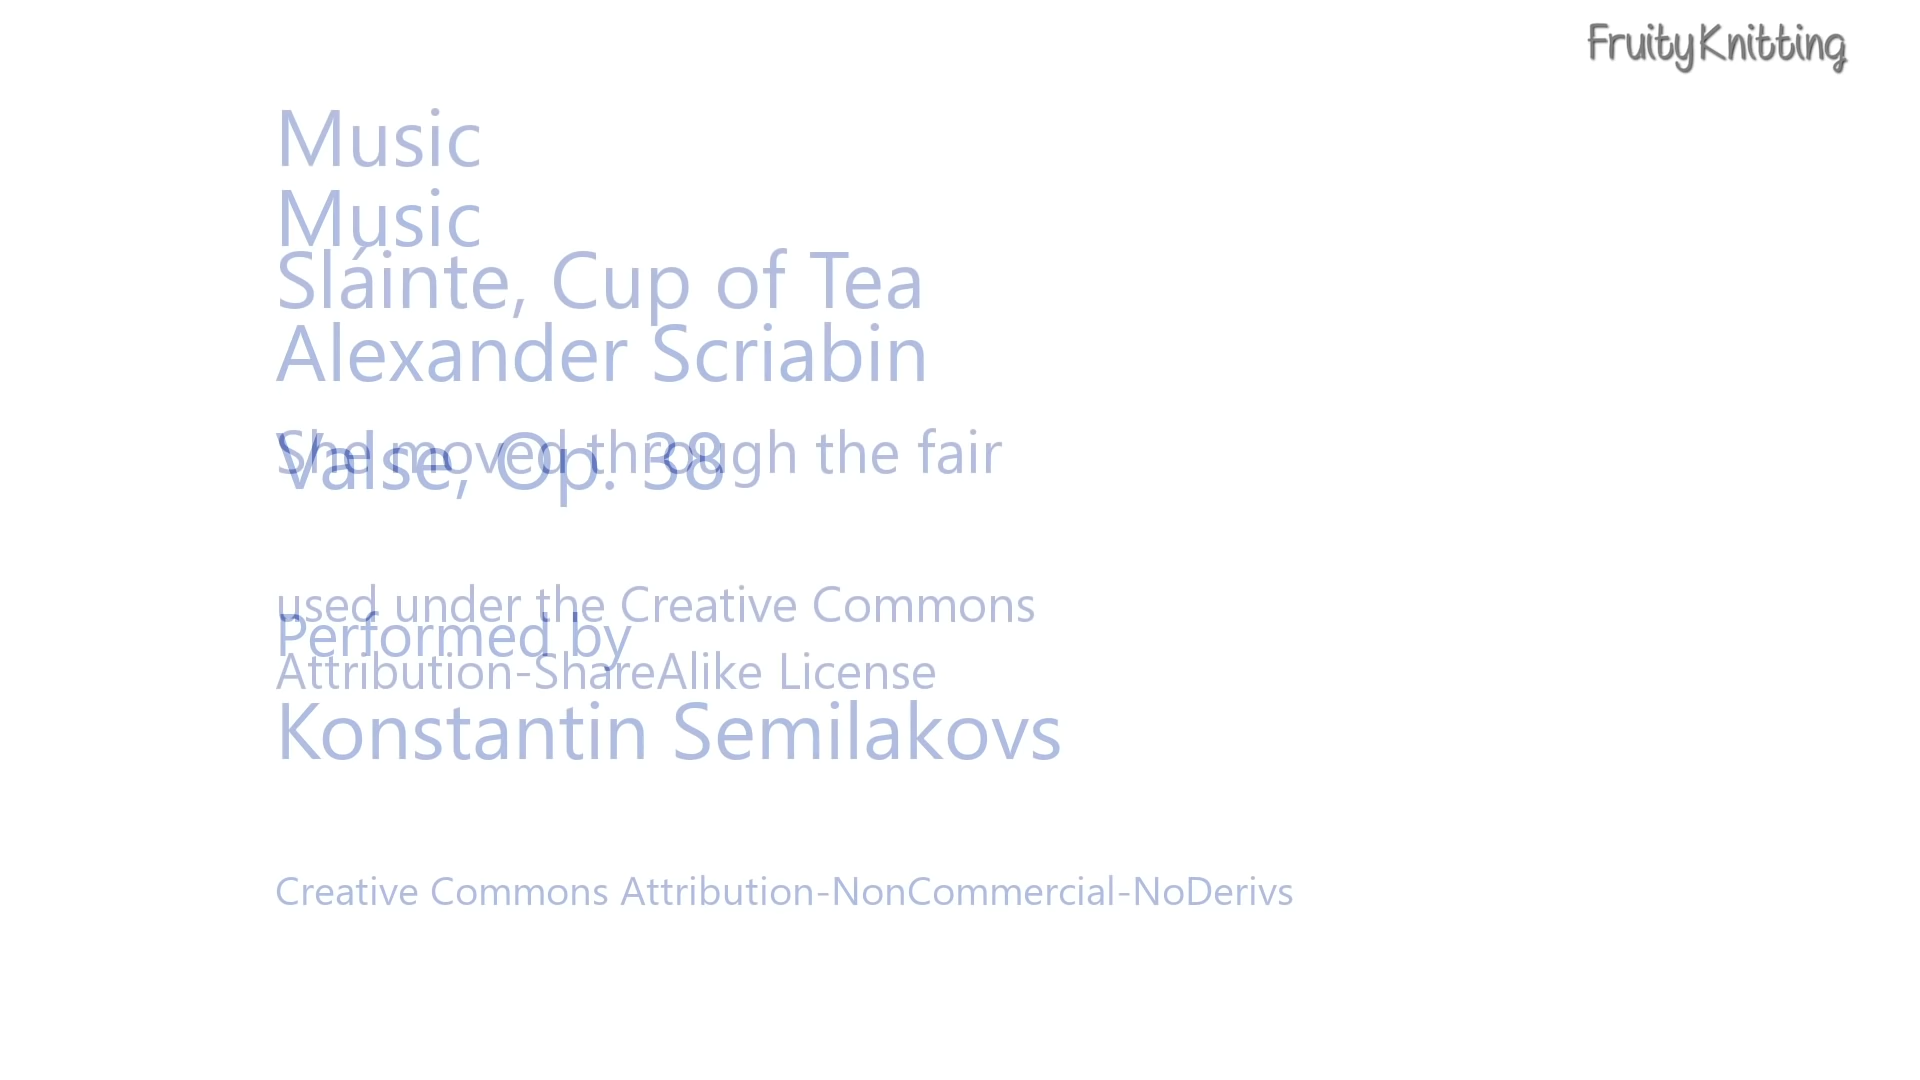 FruityKnitting
Music
Music
Sláinte, Cup of Tea
Alexander Scriabin
She moved through the fair
Valse, Op. 38
used under the Creative Commons
Performed by
Attribution-ShareAlike License
Konstantin Semilakovs
Creative Commons Attribution-NonCommercial-NoDerivs